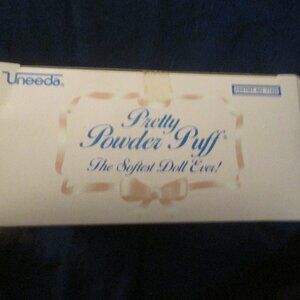 Uneeda®
Pretty
Powder Puff®
The Softest Doll Ever!